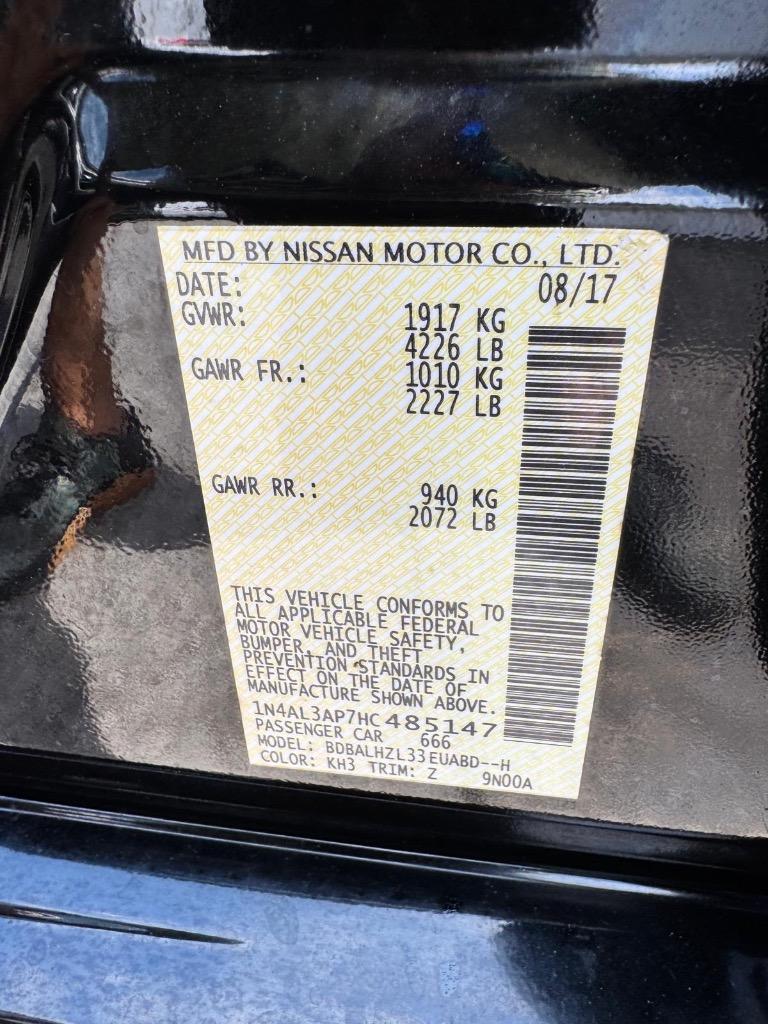 MFD BY NISSAN MOTOR CO., LTD.
DATE: 08/17
GVWR: 1917 KG
4226 LB
GAWR FR.: 1010 KG
2227 LB
GAWR RR.: 940 KG
2072 LB
THIS VEHICLE CONFORMS TO
ALL APPLICABLE FEDERAL
MOTOR VEHICLE SAFETY,
BUMPER, AND THEFT
PREVENTION STANDARDS IN
EFFECT ON THE DATE OF
MANUFACTURE SHOWN ABOVE.
1N4AL3AP7HC485147
PASSENGER CAR 666
MODEL: BDBALHZL33EUABD--H
COLOR: KH3 TRIM: Z 9N00A